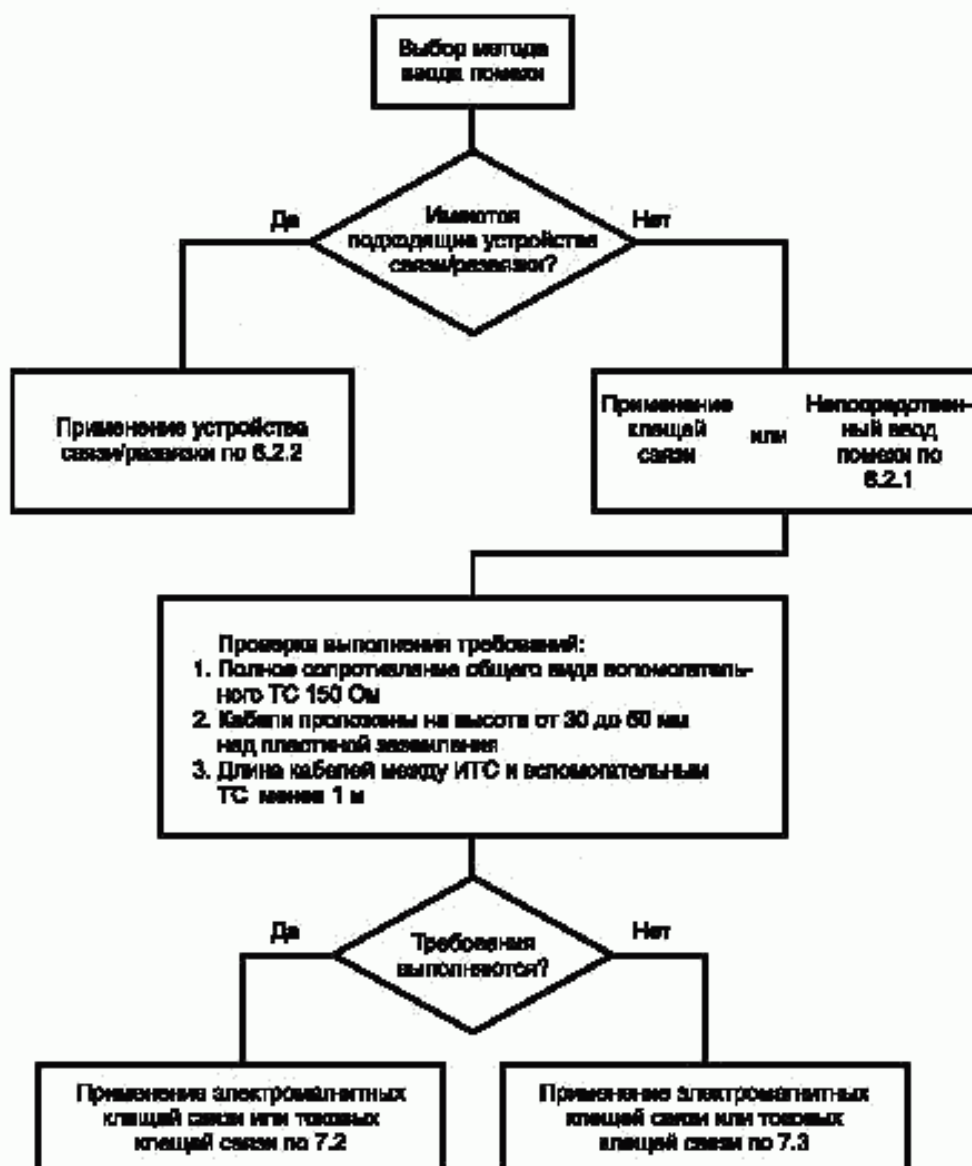 Выбор метода
ввода помехи
Имеются
подходящие устройства
связи/развязки?
Да
Нет
Применение устройства
связи/развязки по 6.2.2
Применение
клещей
связи
или
Непосредствен-
ный ввод
помехи по
6.2.1
Проверка выполнения требований:
1. Полное сопротивление общего вида вспомогатель-
ного ТС 150 Ом
2. Кабели проложены на высоте от 30 до 50 мм
над пластиной заземления
3. Длина кабелей между ИТС и вспомогательным
ТС менее 1 м
Требования
выполняются?
Да
Нет
Применение электромагнитных
клещей связи или токовых
клещей связи по 7.2
Применение электромагнитных
клещей связи или токовых
клещей связи по 7.3